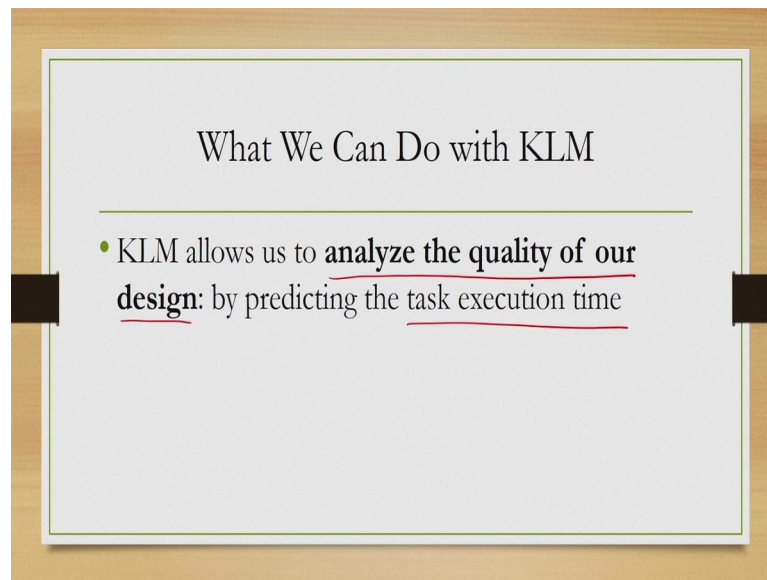 What We Can Do with KLM
• KLM allows us to analyze the quality of our
design: by predicting the task execution time